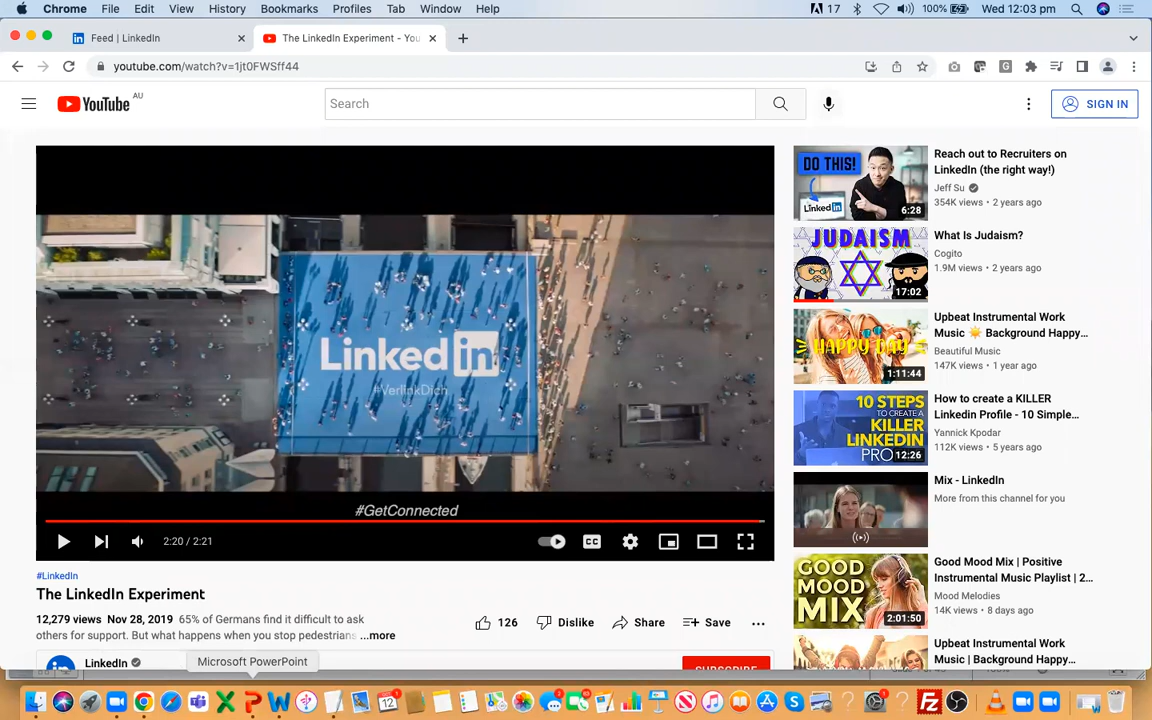 Chrome File Edit View History Bookmarks Profiles Tab Window Help
17 100% Wed 12:03 pm
Feed | LinkedIn
The LinkedIn Experiment - You
youtube.com/watch?v=1jt0FWSff44
YouTube AU
Search
SIGN IN
LinkedIn
#VerlinkDich
#GetConnected
2:20 / 2:21
CC
#LinkedIn
The LinkedIn Experiment
12,279 views Nov 28, 2019 65% of Germans find it difficult to ask
others for support. But what happens when you stop pedestrians ...more
126 Dislike Share Save
LinkedIn
SUBSCRIBE
DO THIS!
LinkedIn
6:28
Reach out to Recruiters on
LinkedIn (the right way!)
Jeff Su
354K views • 2 years ago
JUDAISM
17:02
What Is Judaism?
Cogito
1.9M views • 2 years ago
HAPPY DAY
1:11:44
Upbeat Instrumental Work
Music ☀️ Background Happy...
Beautiful Music
147K views • 1 year ago
10 STEPS
TO CREATE A
KILLER
LINKEDIN
PRO
12:26
How to create a KILLER
Linkedin Profile - 10 Simple...
Yannick Kpodar
112K views • 5 years ago
Mix - LinkedIn
More from this channel for you
GOOD
MOOD
MIX
2:01:50
Good Mood Mix | Positive
Instrumental Music Playlist | 2...
Mood Melodies
14K views • 8 days ago
Upbeat Instrumental Work
Music | Background Happy...
Microsoft PowerPoint